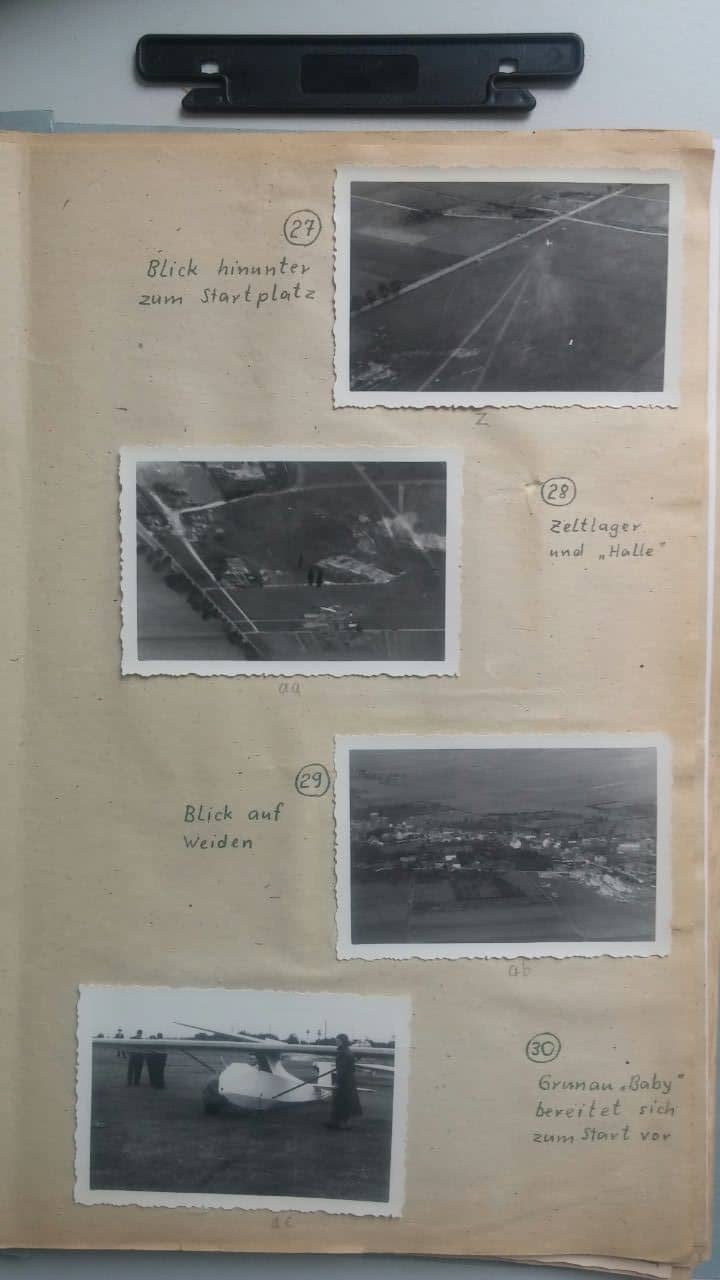 27
Blick hinunter
zum Startplatz
z
28
Zeltlager
und „Halle"
aa
29
Blick auf
Weiden
ab
30
Grunau „Baby"
bereitet sich
zum Start vor
ac